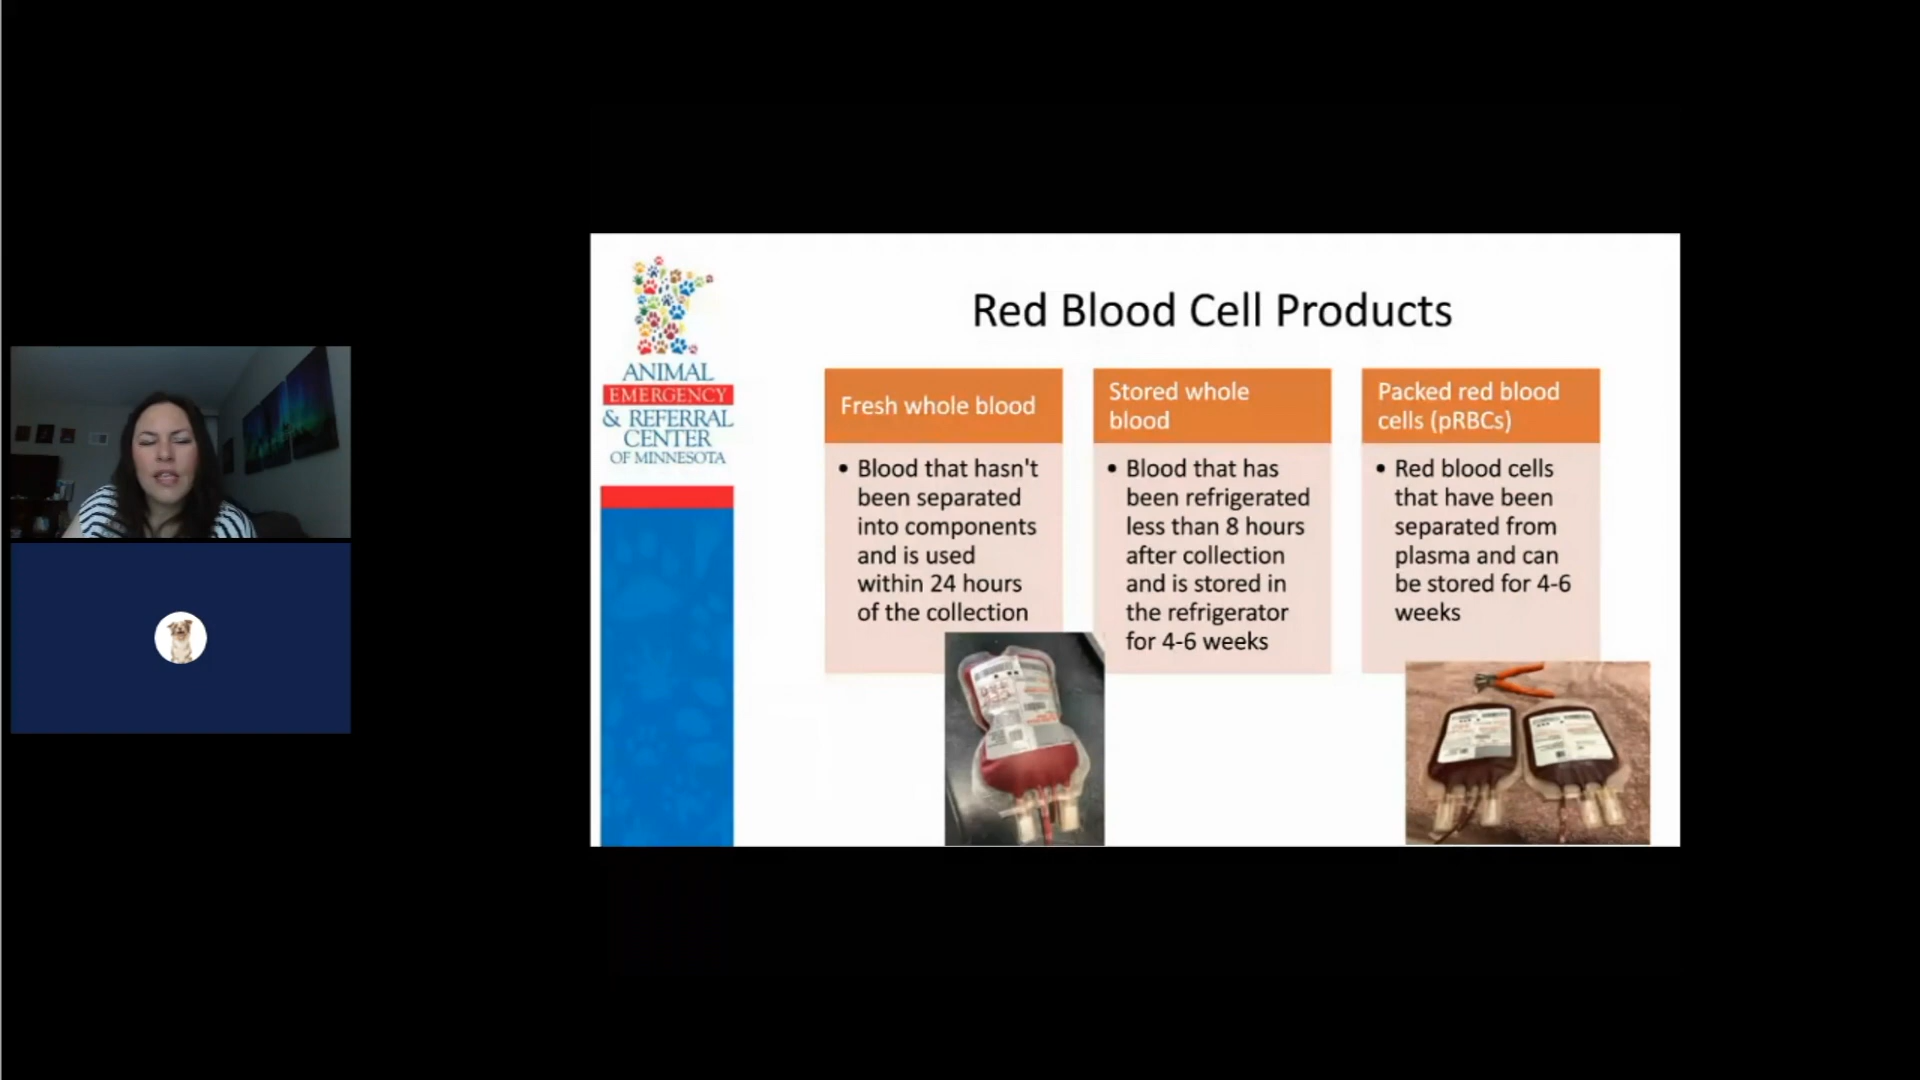 ANIMAL
EMERGENCY
& REFERRAL
CENTER
OF MINNESOTA
Red Blood Cell Products
Fresh whole blood
• Blood that hasn't
been separated
into components
and is used
within 24 hours
of the collection
Stored whole
blood
• Blood that has
been refrigerated
less than 8 hours
after collection
and is stored in
the refrigerator
for 4-6 weeks
Packed red blood
cells (pRBCs)
• Red blood cells
that have been
separated from
plasma and can
be stored for 4-6
weeks